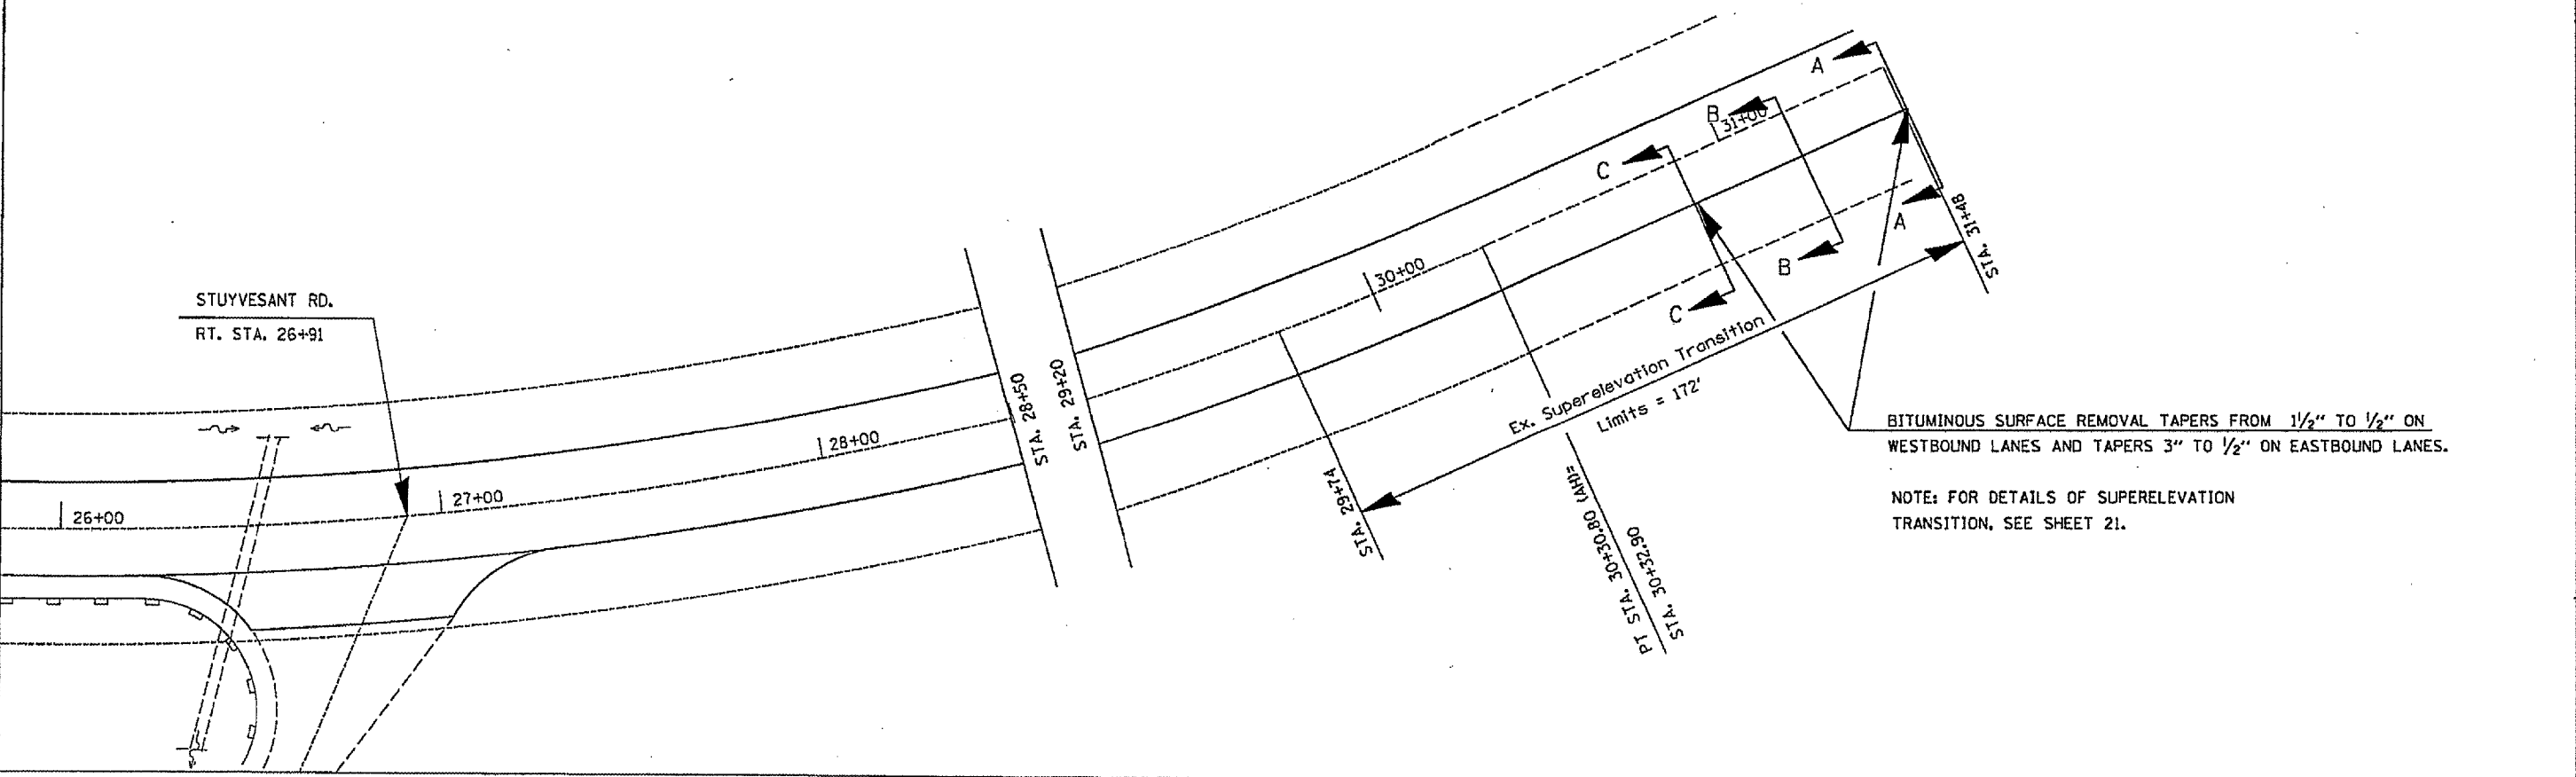 STUYVESANT RD.
RT. STA. 26+91
26+00
27+00
28+00
STA. 28+50
STA. 29+20
30+00
31+00
A
B
C
A
B
C
STA. 31+48
Ex. Superelevation Transition
Limits = 172'
STA. 29+74
PT STA. 30+30.80 (AH)=
STA. 30+32.90
BITUMINOUS SURFACE REMOVAL TAPERS FROM 1½" TO ½" ON
WESTBOUND LANES AND TAPERS 3" TO ½" ON EASTBOUND LANES.
NOTE: FOR DETAILS OF SUPERELEVATION
TRANSITION, SEE SHEET 21.